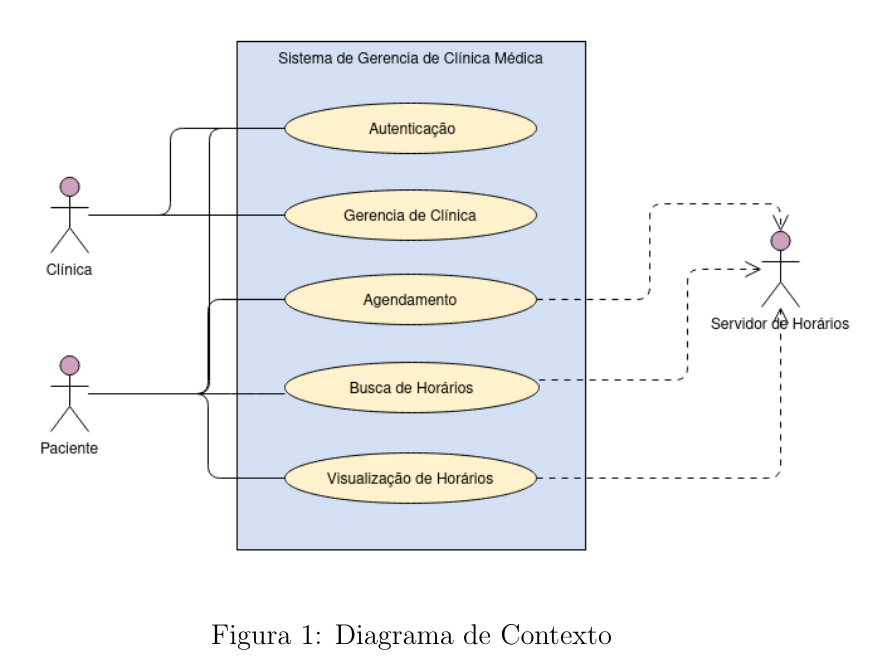 Sistema de Gerencia de Clínica Médica
Autenticação
Gerencia de Clínica
Clínica
Agendamento
Servidor de Horários
Busca de Horários
Paciente
Visualização de Horários
Figura 1: Diagrama de Contexto